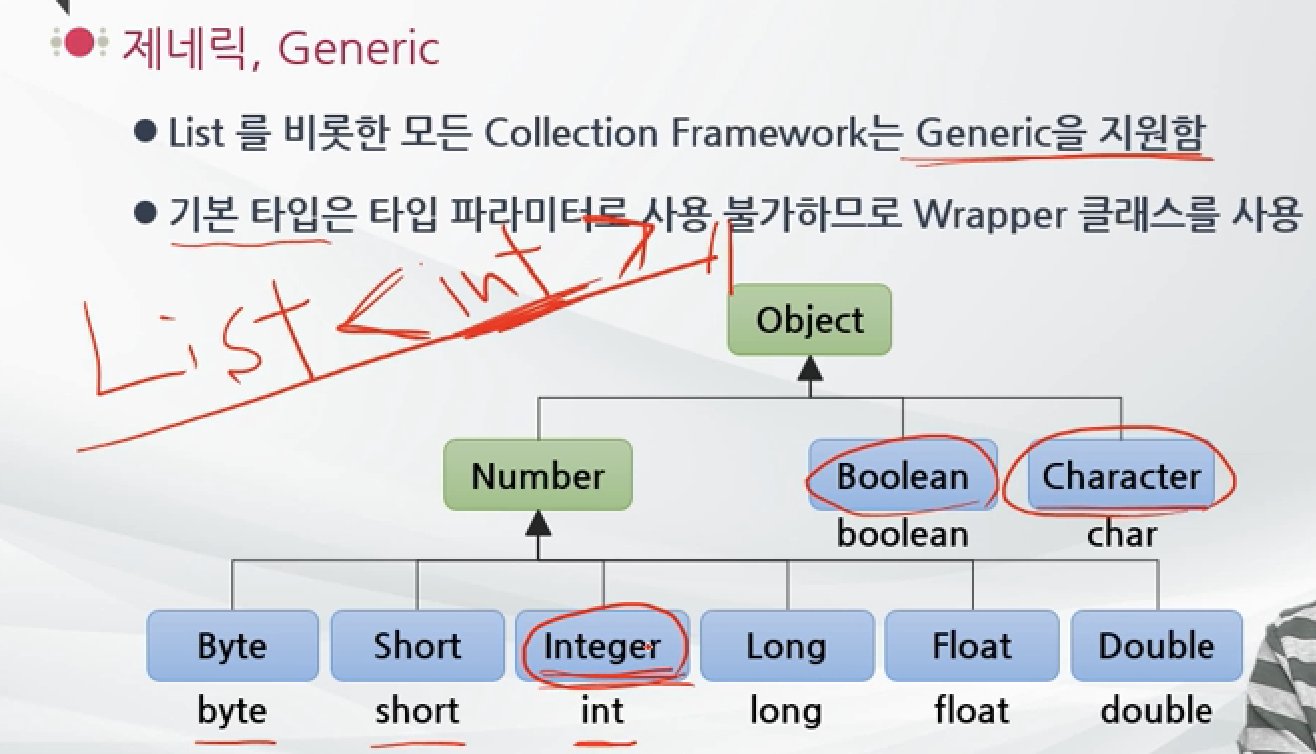 제네릭, Generic
● List 를 비롯한 모든 Collection Framework는 Generic을 지원함
● 기본 타입은 타입 파라미터로 사용 불가하므로 Wrapper 클래스를 사용
List<int>
Object
Number Boolean Character
boolean char
Byte Short Integer Long Float Double
byte short int long float double